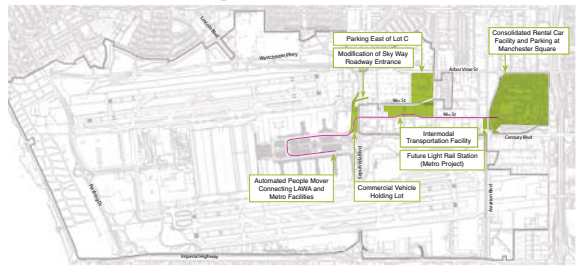 Parking East of Lot C
Modification of Sky Way
Roadway Entrance
Consolidated Rental Car
Facility and Parking at
Manchester Square
Lincoln Blvd
Westchester Pkwy
Arbor Vitae St
96th St
98th St
Century Blvd
Intermodal
Transportation Facility
Future Light Rail Station
(Metro Project)
Sepulveda Blvd
Aviation Blvd
Automated People Mover
Connecting LAWA and
Metro Facilities
Commercial Vehicle
Holding Lot
Pershing Dr
Imperial Highway